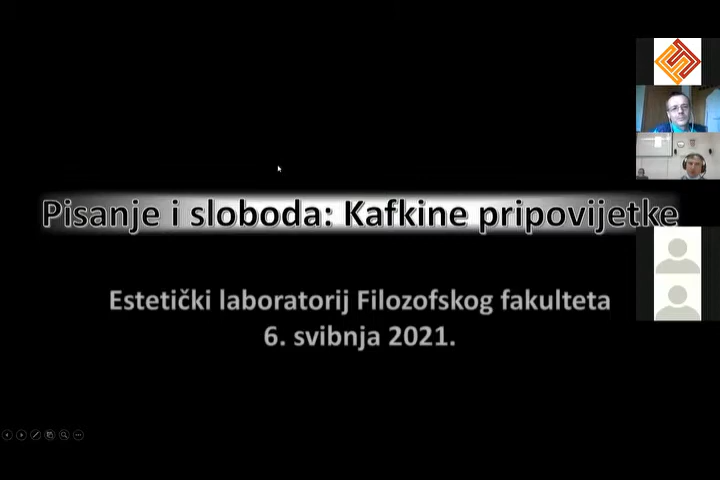 Pisanje i sloboda: Kafkine pripovijetke
Estetički laboratorij Filozofskog fakulteta
6. svibnja 2021.